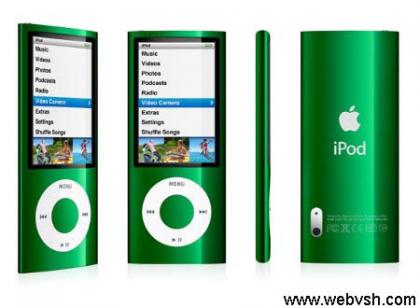 iPod
Music
Videos
Photos
Podcasts
Radio
Video Camera
Extras
Settings
Shuffle Songs
MENU
iPod
Music
Videos
Photos
Podcasts
Radio
Video Camera
Extras
Settings
Shuffle Songs
MENU
iPod
www.webvsh.com